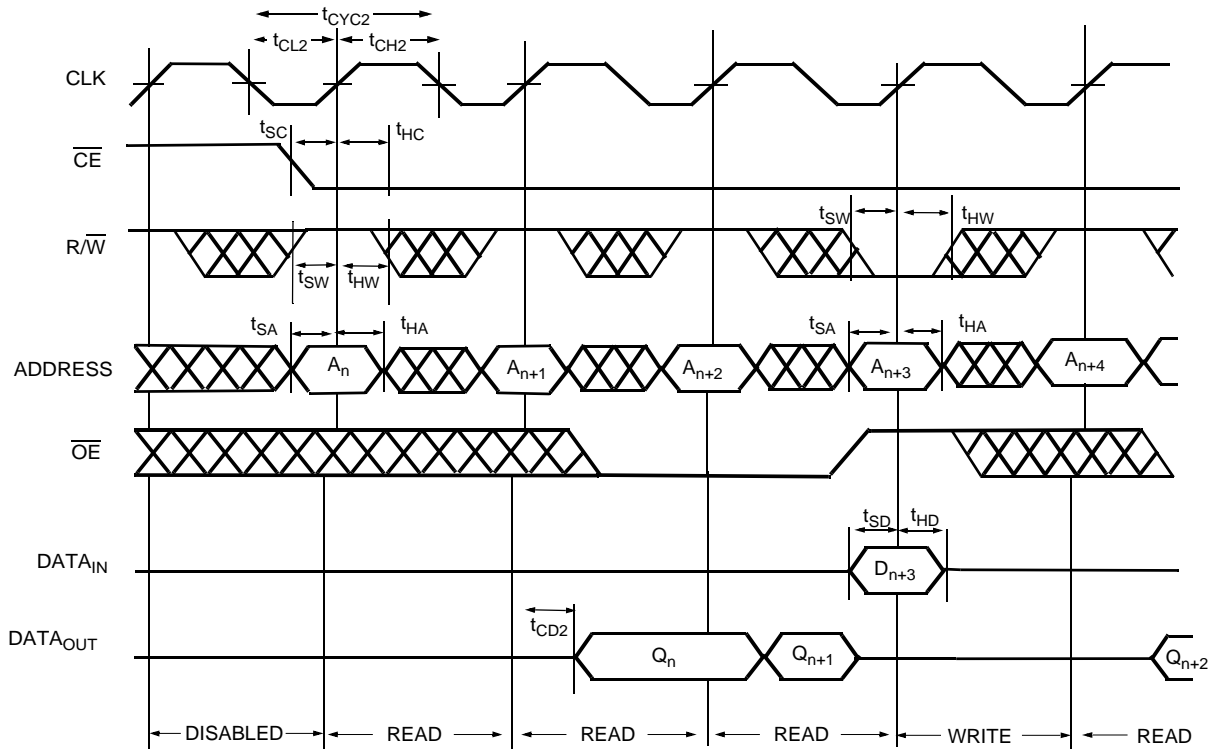 tCYC2
tCL2 tCH2
CLK
tSC tHC
CE
tSW tHW
R/W
tSW tHW
tSA tHA tSA tHA
ADDRESS An An+1 An+2 An+3 An+4
OE
tSD tHD
DATAIN Dn+3
tCD2
DATAOUT Qn Qn+1 Qn+2
DISABLED READ READ READ WRITE READ